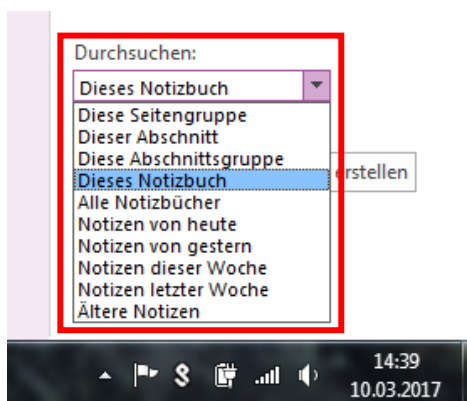 Durchsuchen:
Dieses Notizbuch
Diese Seitengruppe
Dieser Abschnitt
Diese Abschnittsgruppe
Dieses Notizbuch
erstellen
Alle Notizbücher
Notizen von heute
Notizen von gestern
Notizen dieser Woche
Notizen letzter Woche
Ältere Notizen
14:39
10.03.2017